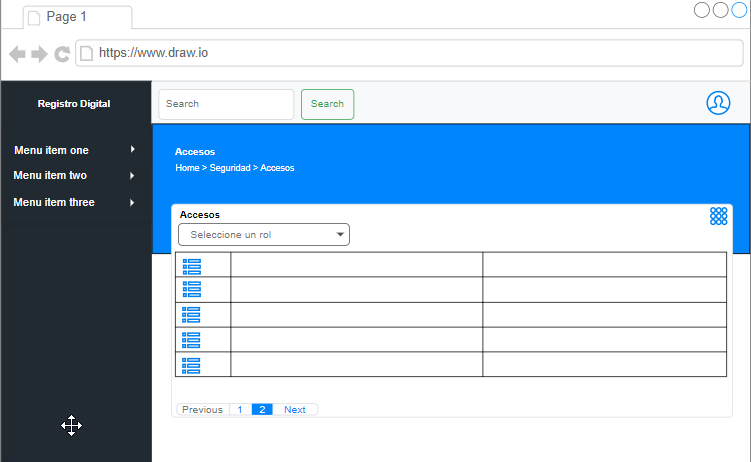 Page 1
https://www.draw.io
Registro Digital
Search
Search
Menu item one
Menu item two
Menu item three
Accesos
Home > Seguridad > Accesos
Accesos
Seleccione un rol
Previous 1 2 Next